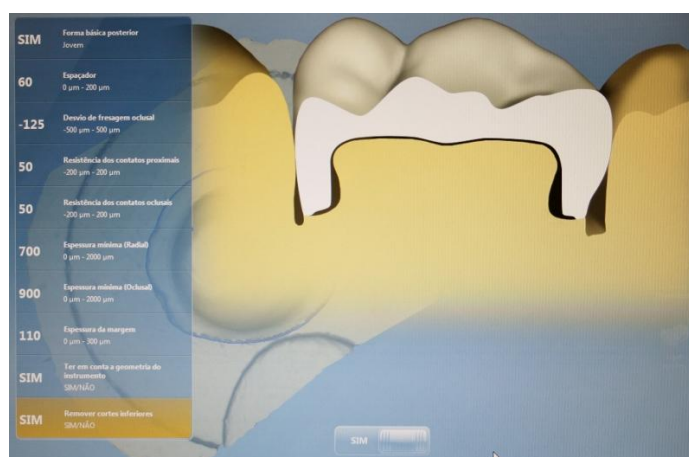 SIM
Forma básica posterior
Jovem
60
Espaçador
0 µm - 200 µm
-125
Desvio de fresagem oclusal
-500 µm - 500 µm
50
Resistência dos contatos proximais
-200 µm - 200 µm
50
Resistência dos contatos oclusais
-200 µm - 200 µm
700
Espessura mínima (Radial)
0 µm - 2000 µm
900
Espessura mínima (Oclusal)
0 µm - 2000 µm
110
Espessura da margem
0 µm - 300 µm
SIM
Ter em conta a geometria do
instrumento
SIM/NÃO
SIM
Remover cortes inferiores
SIM/NÃO
SIM